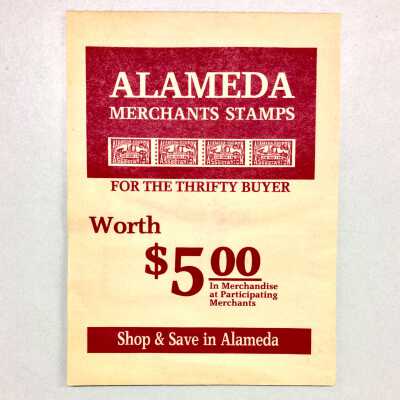 ALAMEDA
MERCHANTS STAMPS
FOR THE THRIFTY BUYER
Worth
$5.00
In Merchandise
at Participating
Merchants
Shop & Save in Alameda